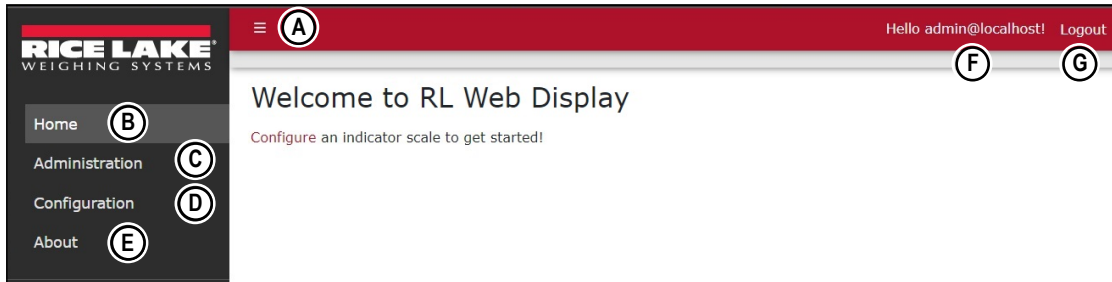 RICE LAKE®
WEIGHING SYSTEMS
☰ A
Hello admin@localhost! Logout
F G
Home B
Administration C
Configuration D
About E
Welcome to RL Web Display
Configure an indicator scale to get started!